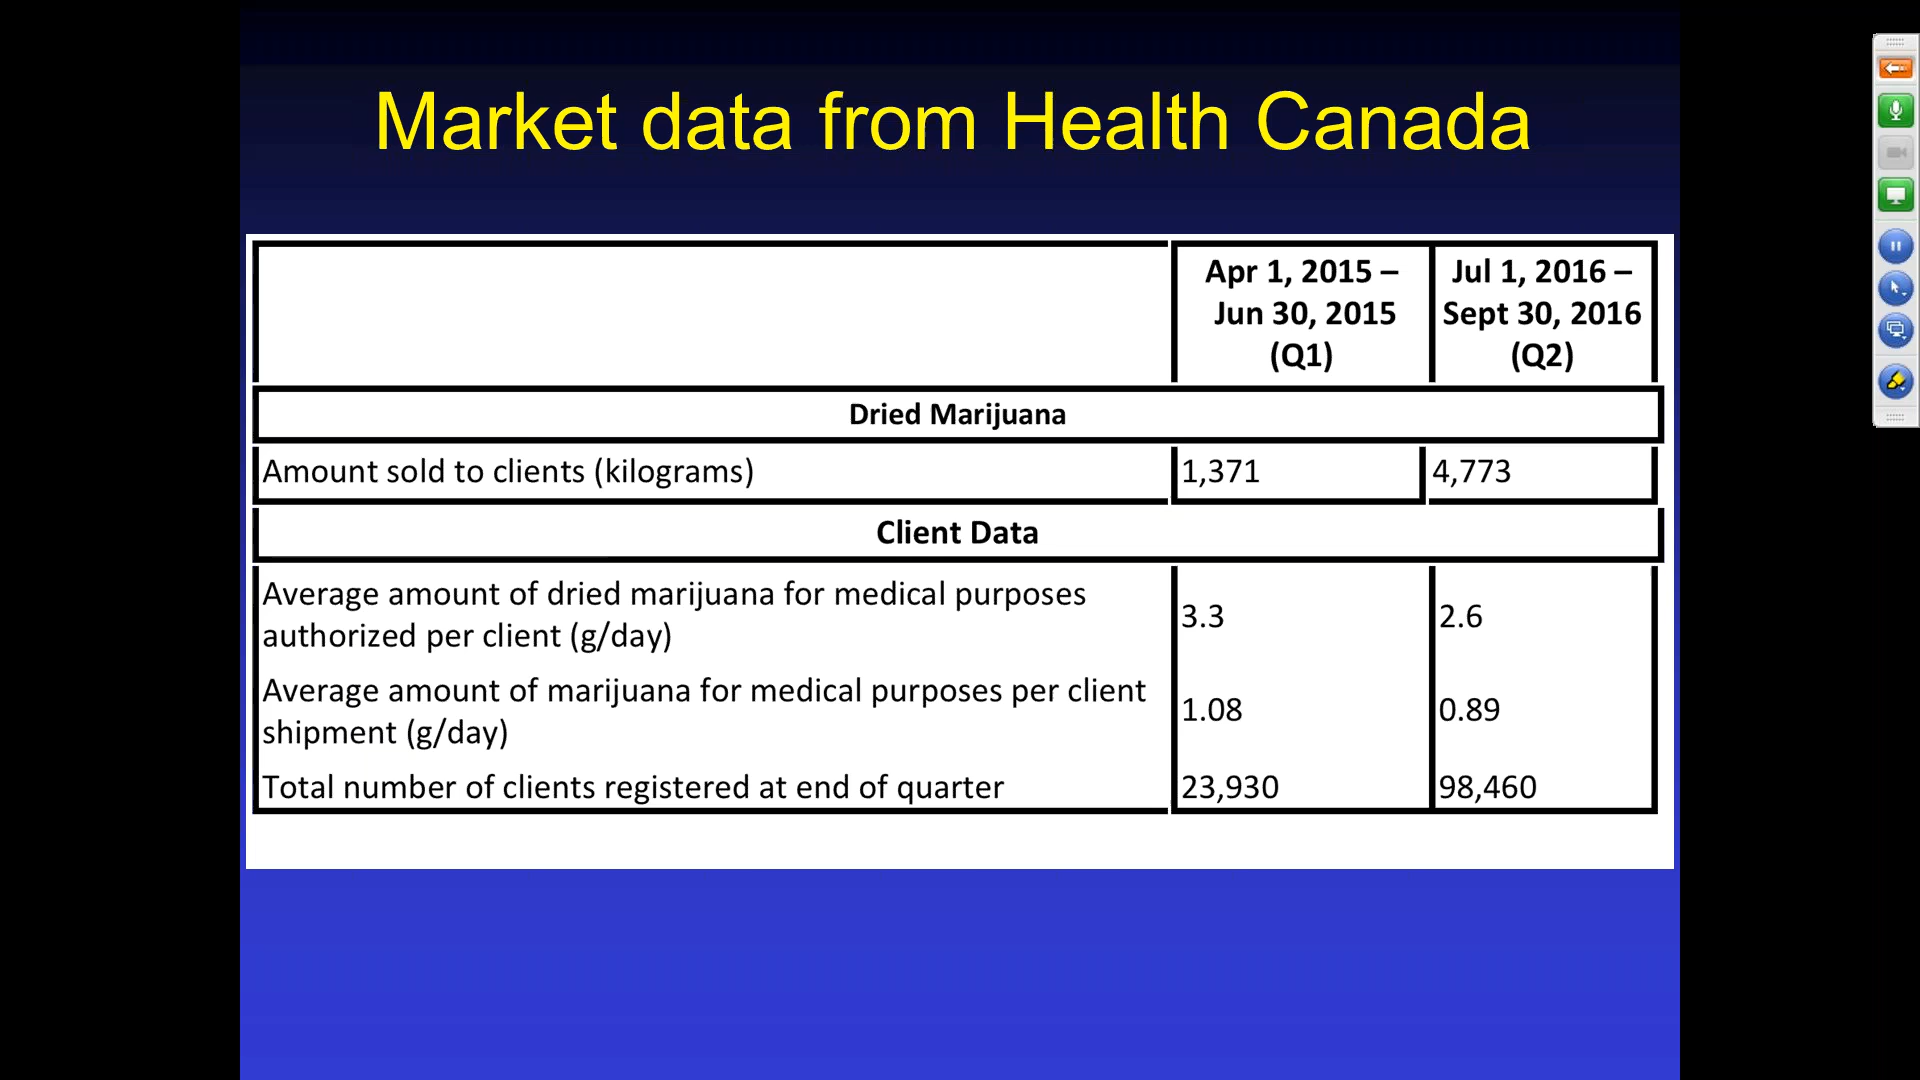 Market data from Health Canada
Apr 1, 2015 –
Jun 30, 2015
(Q1)
Jul 1, 2016 –
Sept 30, 2016
(Q2)
Dried Marijuana
Amount sold to clients (kilograms) 1,371 4,773
Client Data
Average amount of dried marijuana for medical purposes
authorized per client (g/day) 3.3 2.6
Average amount of marijuana for medical purposes per client
shipment (g/day) 1.08 0.89
Total number of clients registered at end of quarter 23,930 98,460